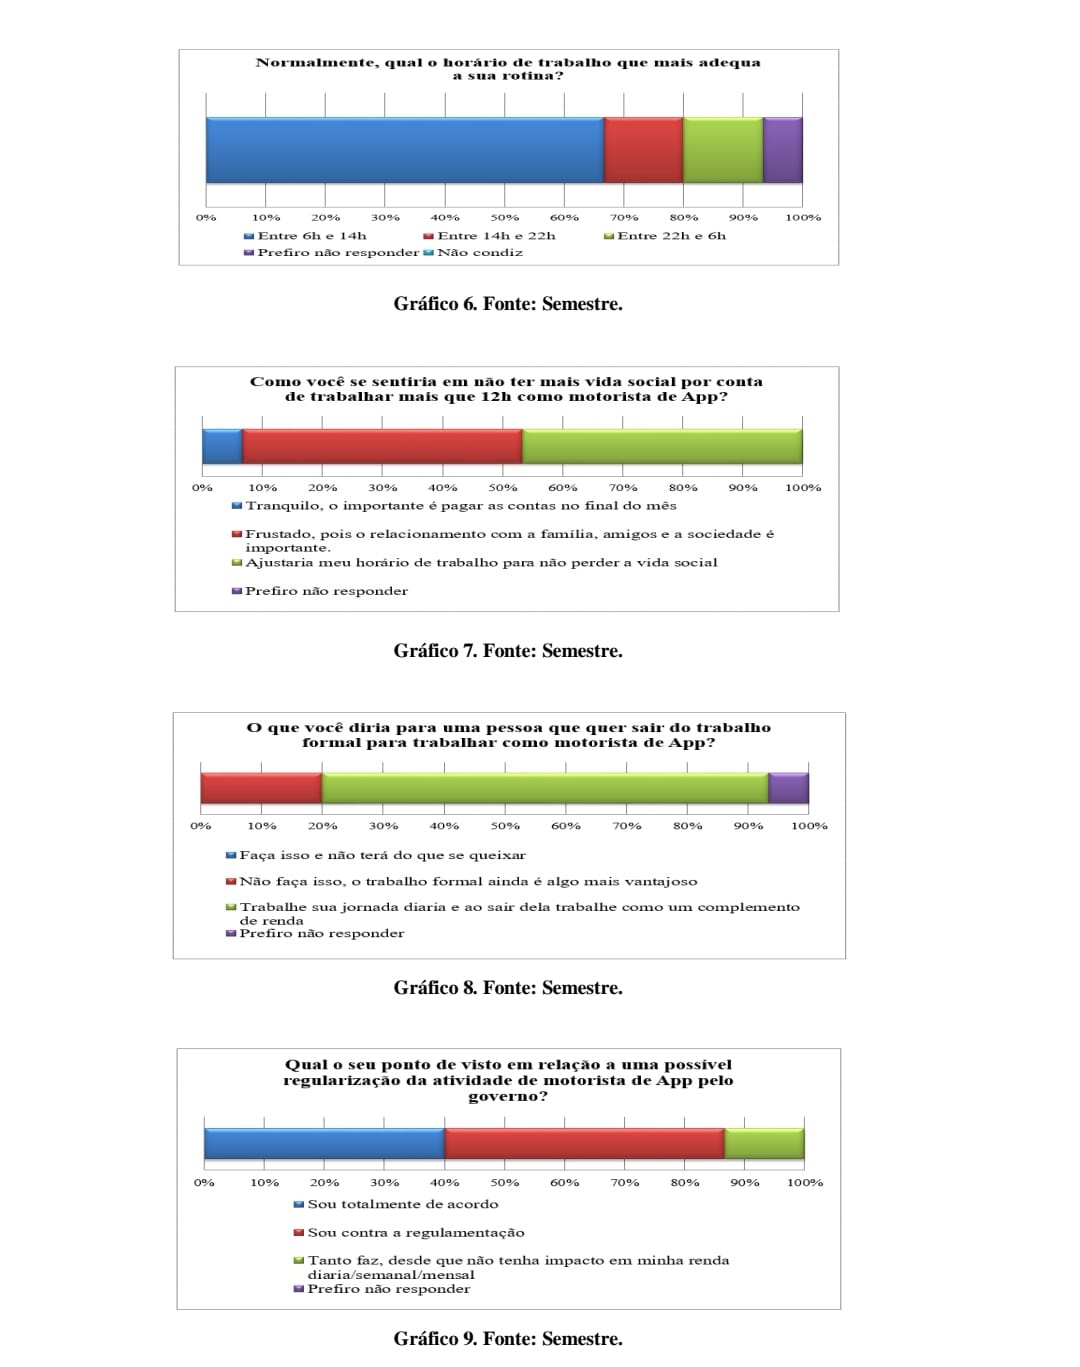 Normalmente, qual o horário de trabalho que mais adequa
a sua rotina?
0% 10% 20% 30% 40% 50% 60% 70% 80% 90% 100%
Entre 6h e 14h Entre 14h e 22h Entre 22h e 6h
Prefiro não responder Não condiz
Gráfico 6. Fonte: Semestre.
Como você se sentiria em não ter mais vida social por conta
de trabalhar mais que 12h como motorista de App?
0% 10% 20% 30% 40% 50% 60% 70% 80% 90% 100%
Tranquilo, o importante é pagar as contas no final do mês
Frustado, pois o relacionamento com a família, amigos e a sociedade é
importante.
Ajustaria meu horário de trabalho para não perder a vida social
Prefiro não responder
Gráfico 7. Fonte: Semestre.
O que você diria para uma pessoa que quer sair do trabalho
formal para trabalhar como motorista de App?
0% 10% 20% 30% 40% 50% 60% 70% 80% 90% 100%
Faça isso e não terá do que se queixar
Não faça isso, o trabalho formal ainda é algo mais vantajoso
Trabalhe sua jornada diaria e ao sair dela trabalhe como um complemento
de renda
Prefiro não responder
Gráfico 8. Fonte: Semestre.
Qual o seu ponto de visto em relação a uma possível
regularização da atividade de motorista de App pelo
governo?
0% 10% 20% 30% 40% 50% 60% 70% 80% 90% 100%
Sou totalmente de acordo
Sou contra a regulamentação
Tanto faz, desde que não tenha impacto em minha renda
diaria/semanal/mensal
Prefiro não responder
Gráfico 9. Fonte: Semestre.